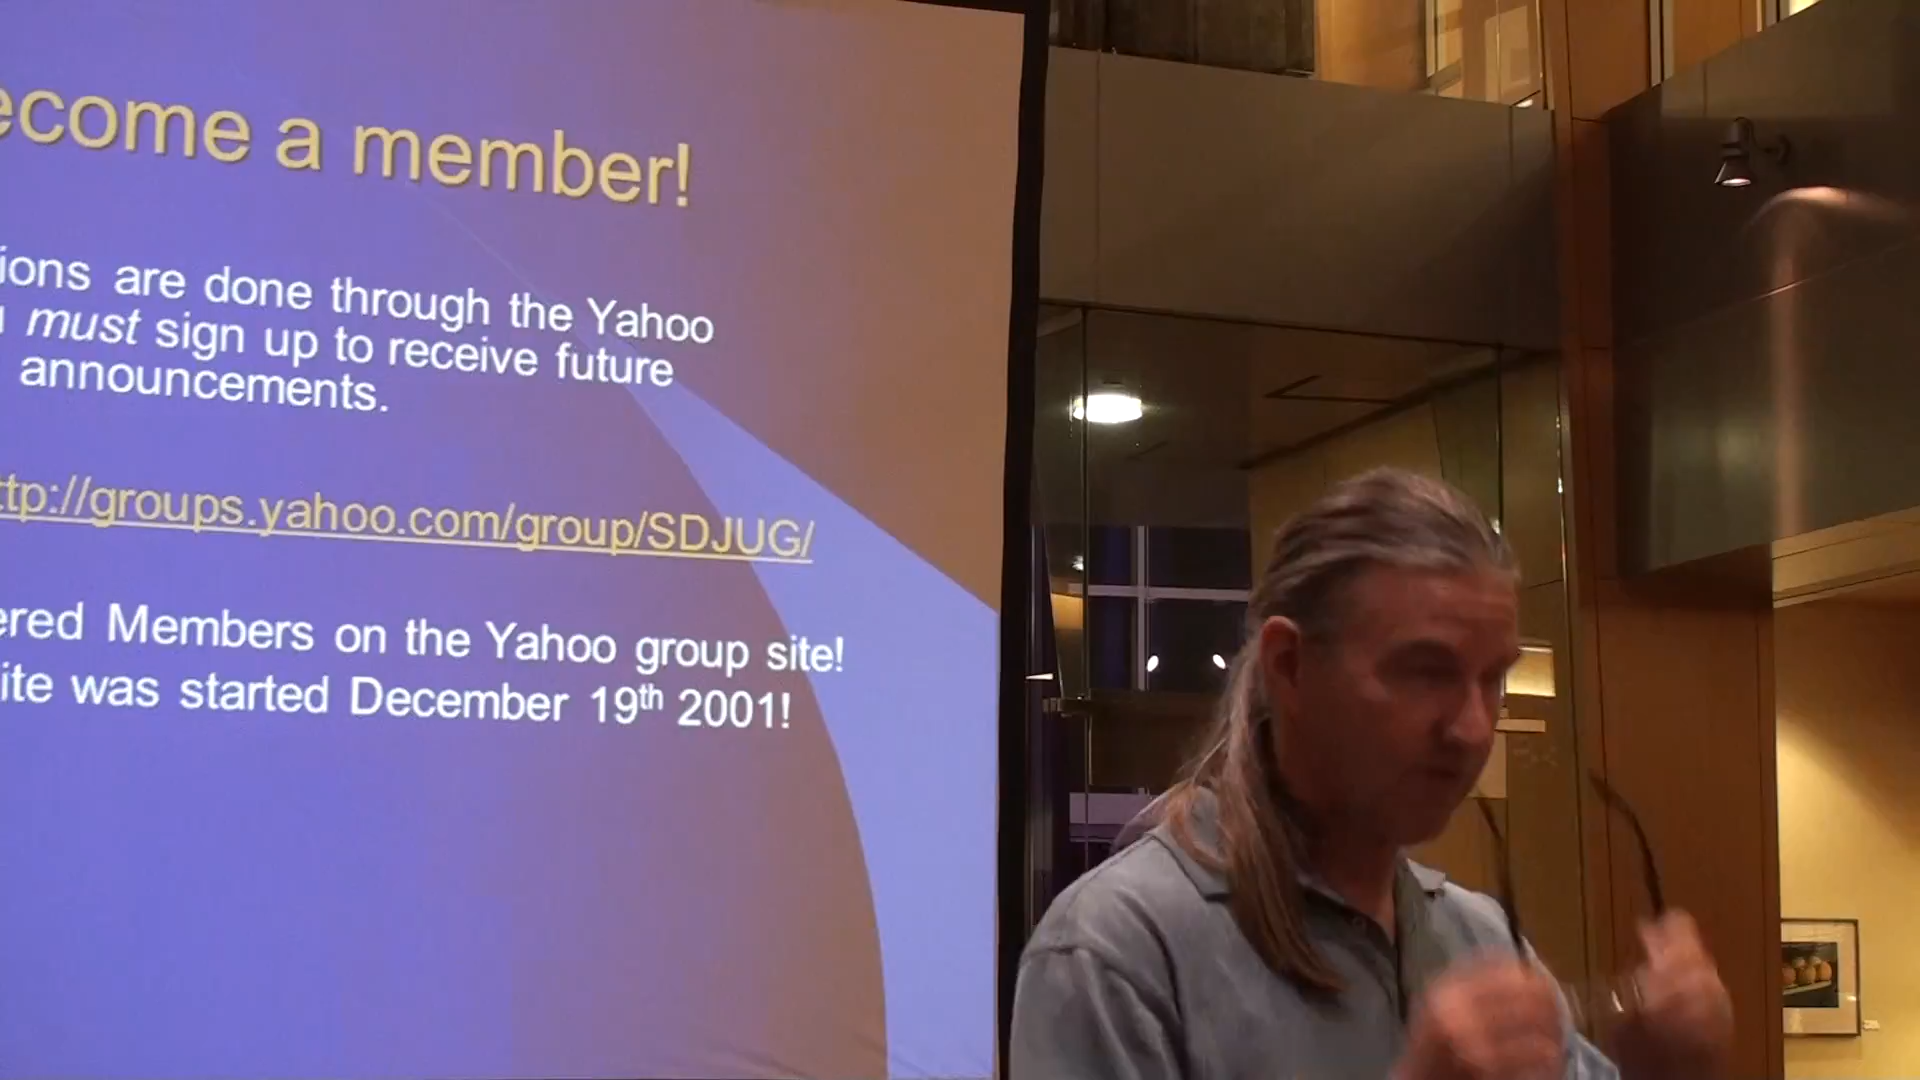 ecome a member!
ions are done through the Yahoo
must sign up to receive future
announcements.
ttp://groups.yahoo.com/group/SDJUG/
ered Members on the Yahoo group site!
ite was started December 19th 2001!